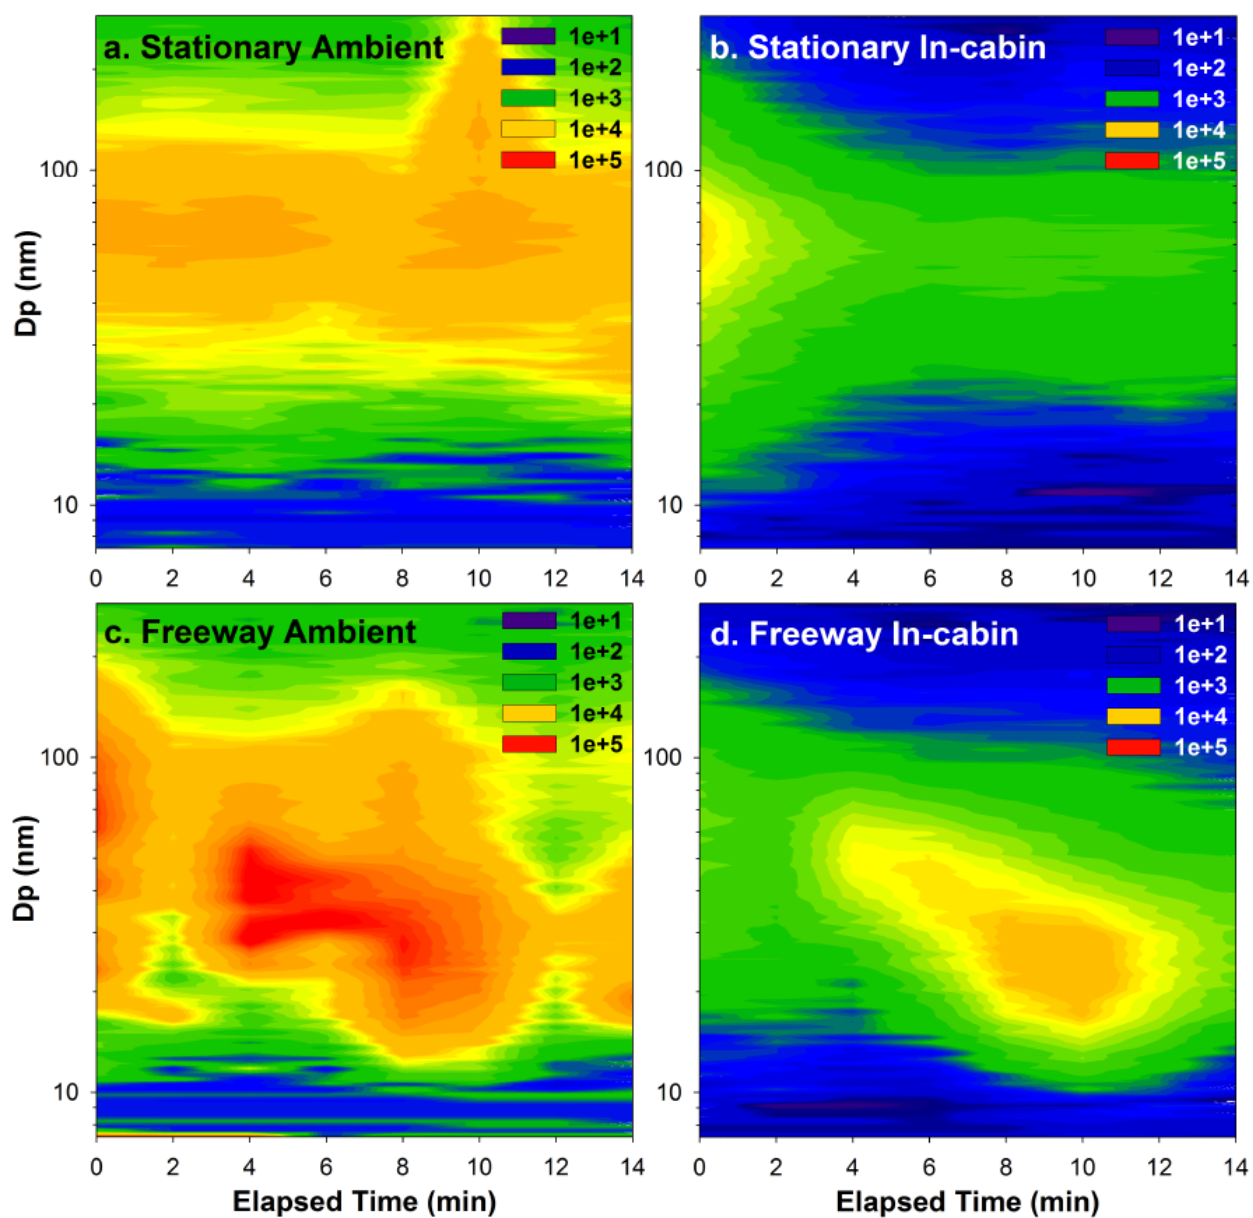 a. Stationary Ambient
1e+1
1e+2
1e+3
1e+4
1e+5
100
10
Dp (nm)
0 2 4 6 8 10 12 14
b. Stationary In-cabin
1e+1
1e+2
1e+3
1e+4
1e+5
100
10
0 2 4 6 8 10 12 14
c. Freeway Ambient
1e+1
1e+2
1e+3
1e+4
1e+5
100
10
Dp (nm)
0 2 4 6 8 10 12 14
Elapsed Time (min)
d. Freeway In-cabin
1e+1
1e+2
1e+3
1e+4
1e+5
100
10
0 2 4 6 8 10 12 14
Elapsed Time (min)